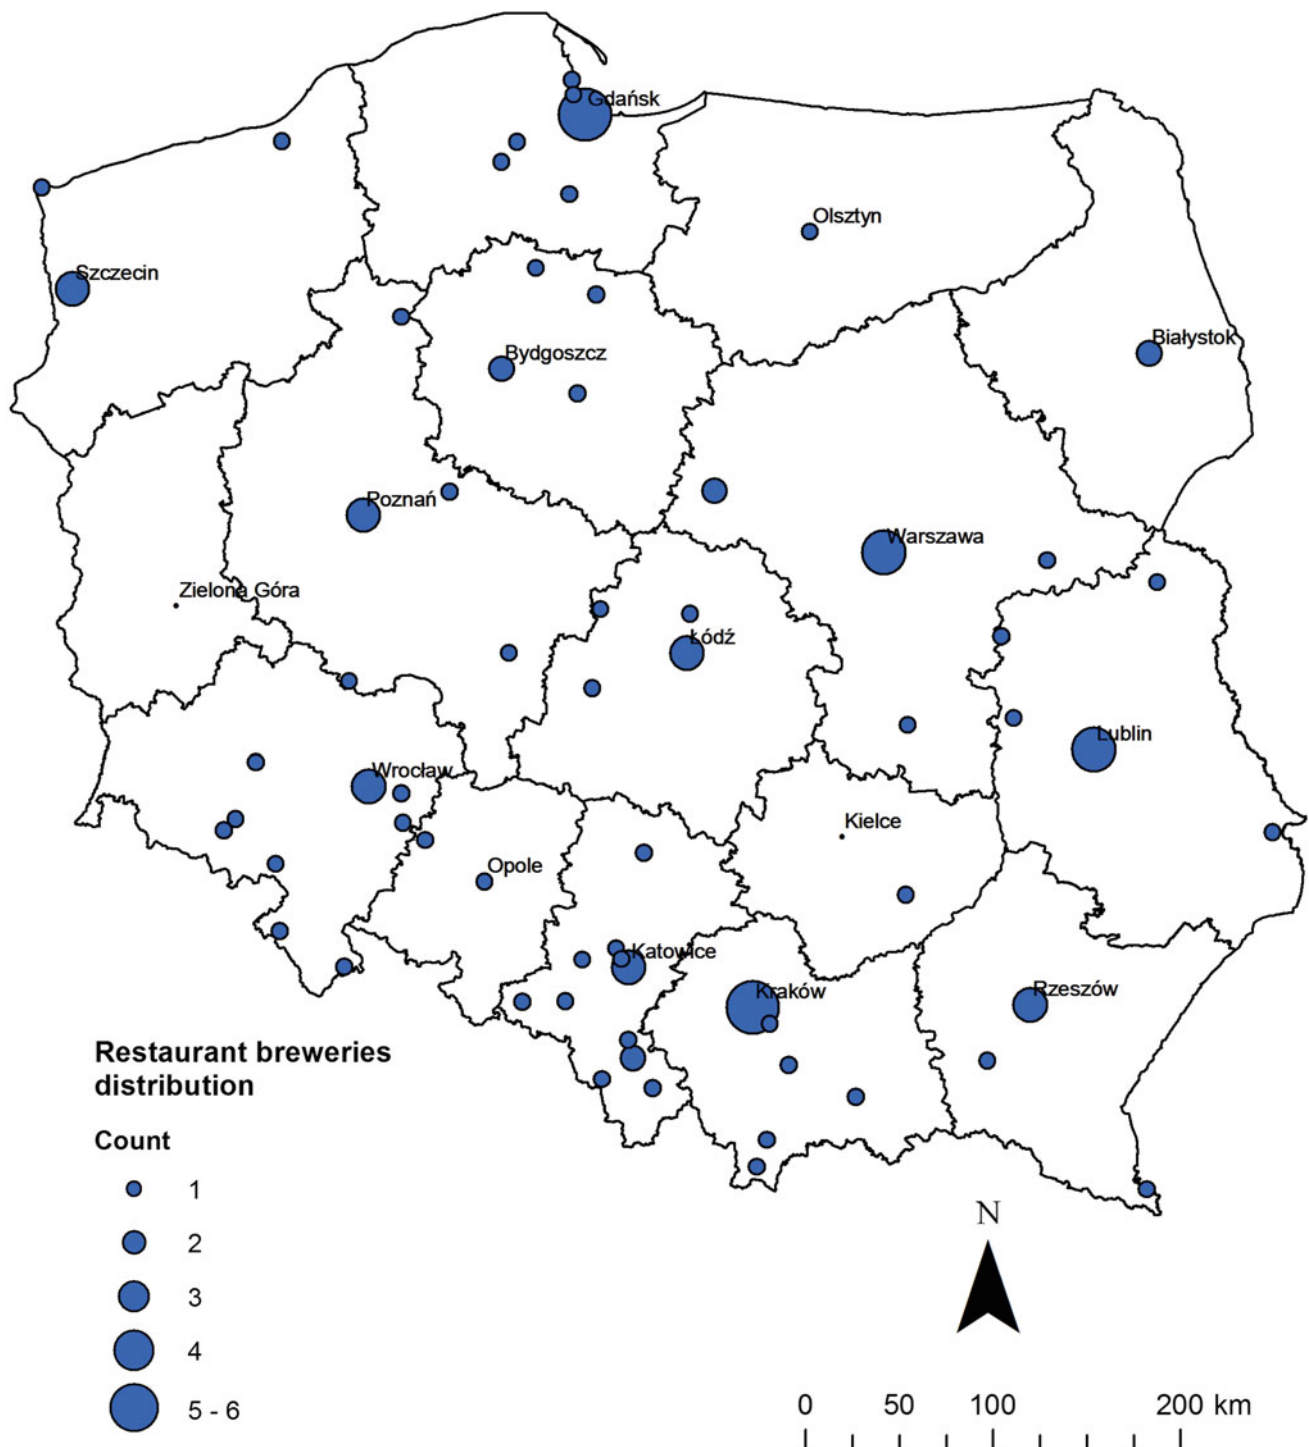 Gdańsk
Olsztyn
Szczecin
Białystok
Bydgoszcz
Poznań
Warszawa
Zielona Góra
Łódź
Lublin
Wrocław
Kielce
Opole
Katowice
Kraków
Rzeszów
Restaurant breweries
distribution
Count
1
2
3
4
5 - 6
N
0 50 100 200 km